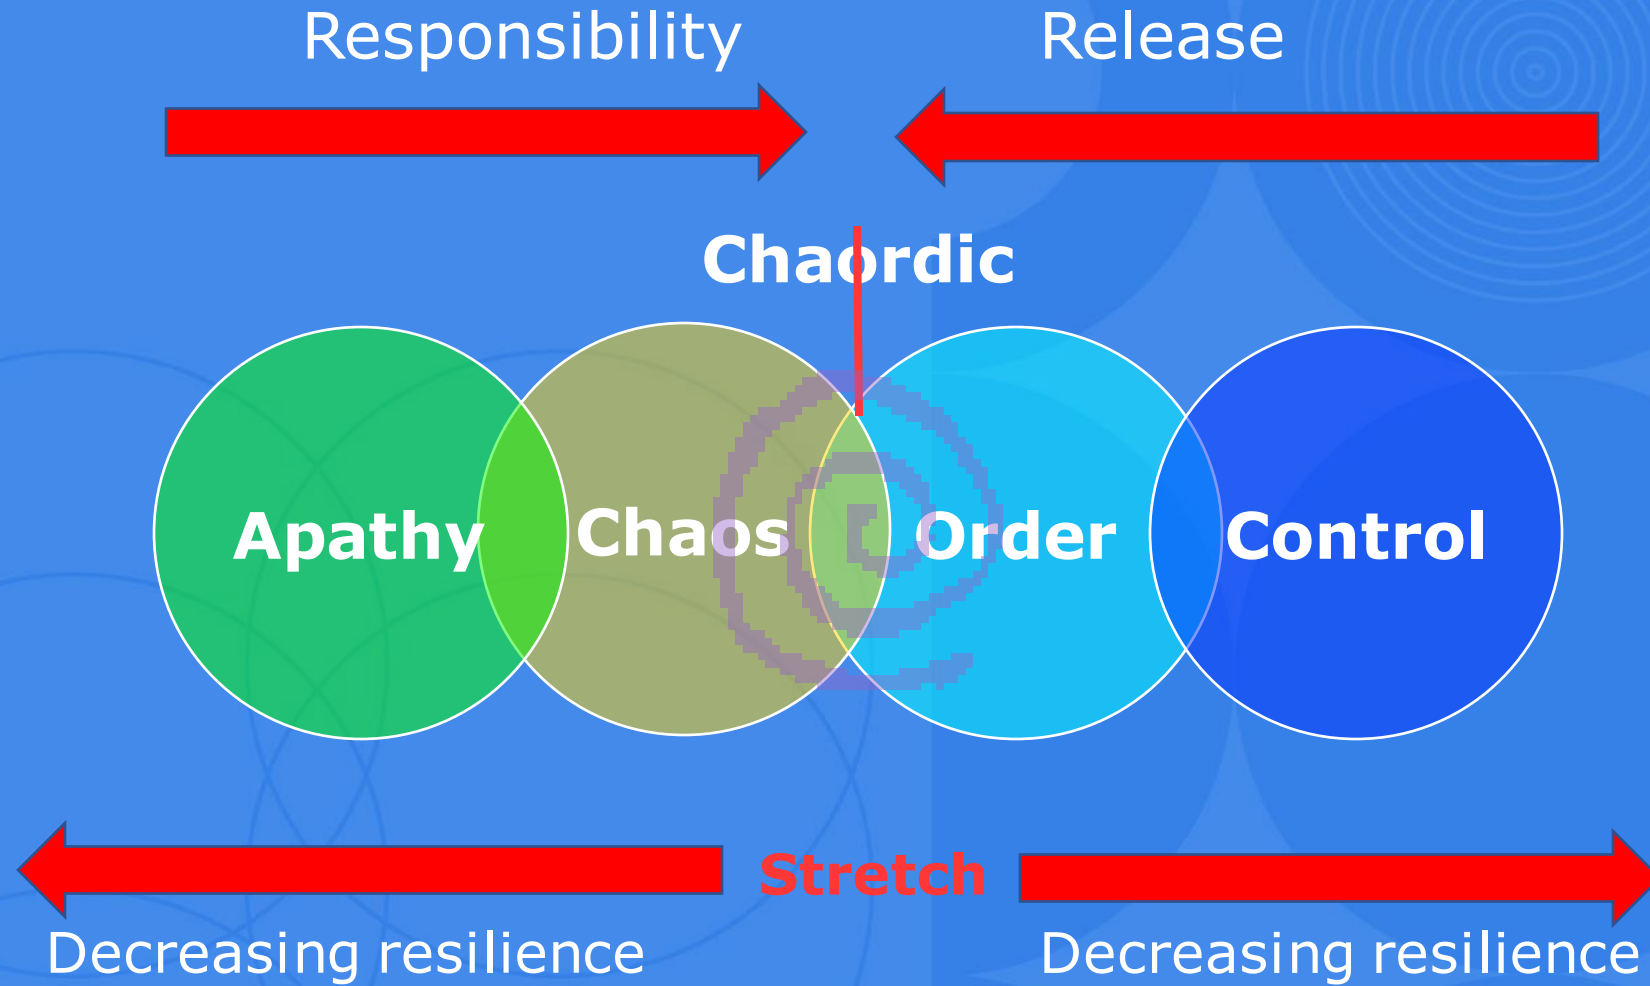 Responsibility Release
Chaordic
Apathy Chaos Order Control
Stretch
Decreasing resilience Decreasing resilience